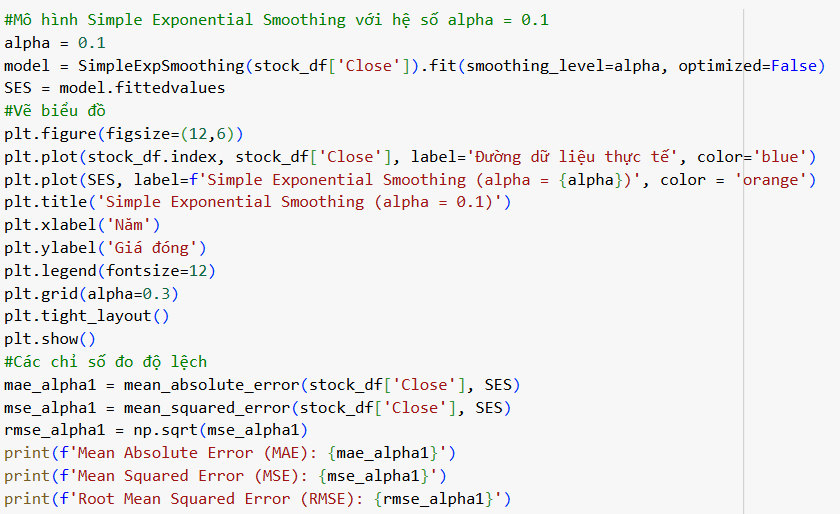 #Mô hình Simple Exponential Smoothing với hệ số alpha = 0.1
alpha = 0.1
model = SimpleExpSmoothing(stock_df['Close']).fit(smoothing_level=alpha, optimized=False)
SES = model.fittedvalues
#Vẽ biểu đồ
plt.figure(figsize=(12,6))
plt.plot(stock_df.index, stock_df['Close'], label='Đường dữ liệu thực tế', color='blue')
plt.plot(SES, label=f'Simple Exponential Smoothing (alpha = {alpha})', color = 'orange')
plt.title('Simple Exponential Smoothing (alpha = 0.1)')
plt.xlabel('Năm')
plt.ylabel('Giá đóng')
plt.legend(fontsize=12)
plt.grid(alpha=0.3)
plt.tight_layout()
plt.show()
#Các chỉ số đo độ lệch
mae_alpha1 = mean_absolute_error(stock_df['Close'], SES)
mse_alpha1 = mean_squared_error(stock_df['Close'], SES)
rmse_alpha1 = np.sqrt(mse_alpha1)
print(f'Mean Absolute Error (MAE): {mae_alpha1}')
print(f'Mean Squared Error (MSE): {mse_alpha1}')
print(f'Root Mean Squared Error (RMSE): {rmse_alpha1}')